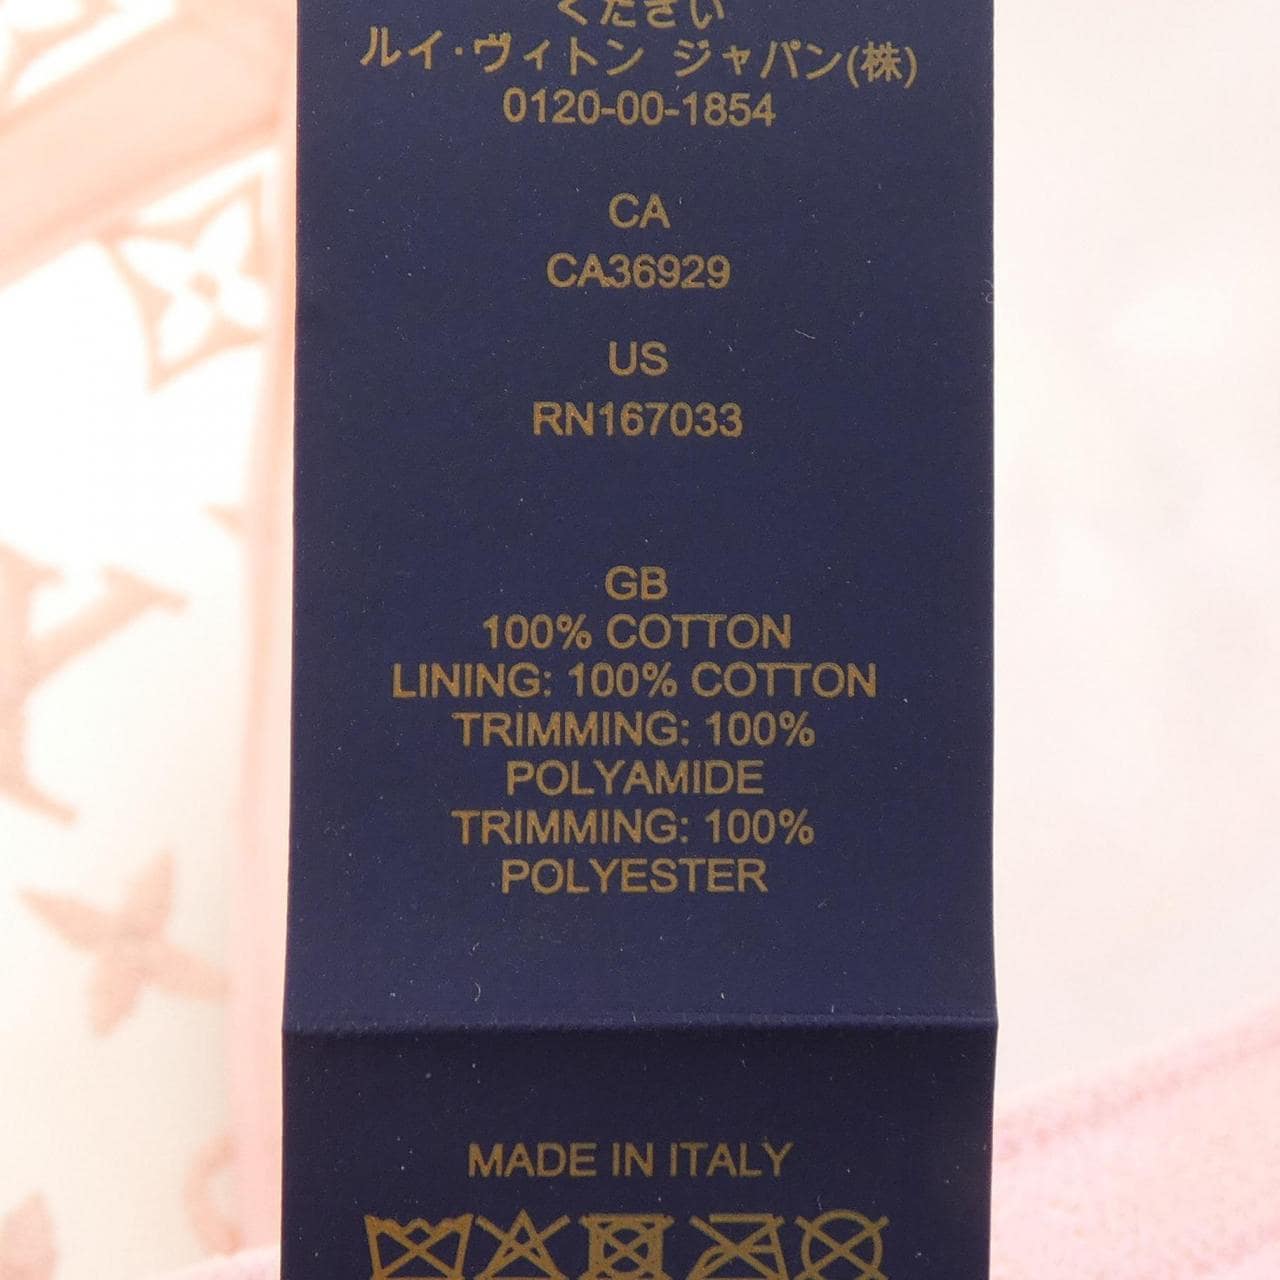 ください
ルイ・ヴィトン ジャパン(株)
0120-00-1854
CA
CA36929
US
RN167033
GB
100% COTTON
LINING: 100% COTTON
TRIMMING: 100%
POLYAMIDE
TRIMMING: 100%
POLYESTER
MADE IN ITALY